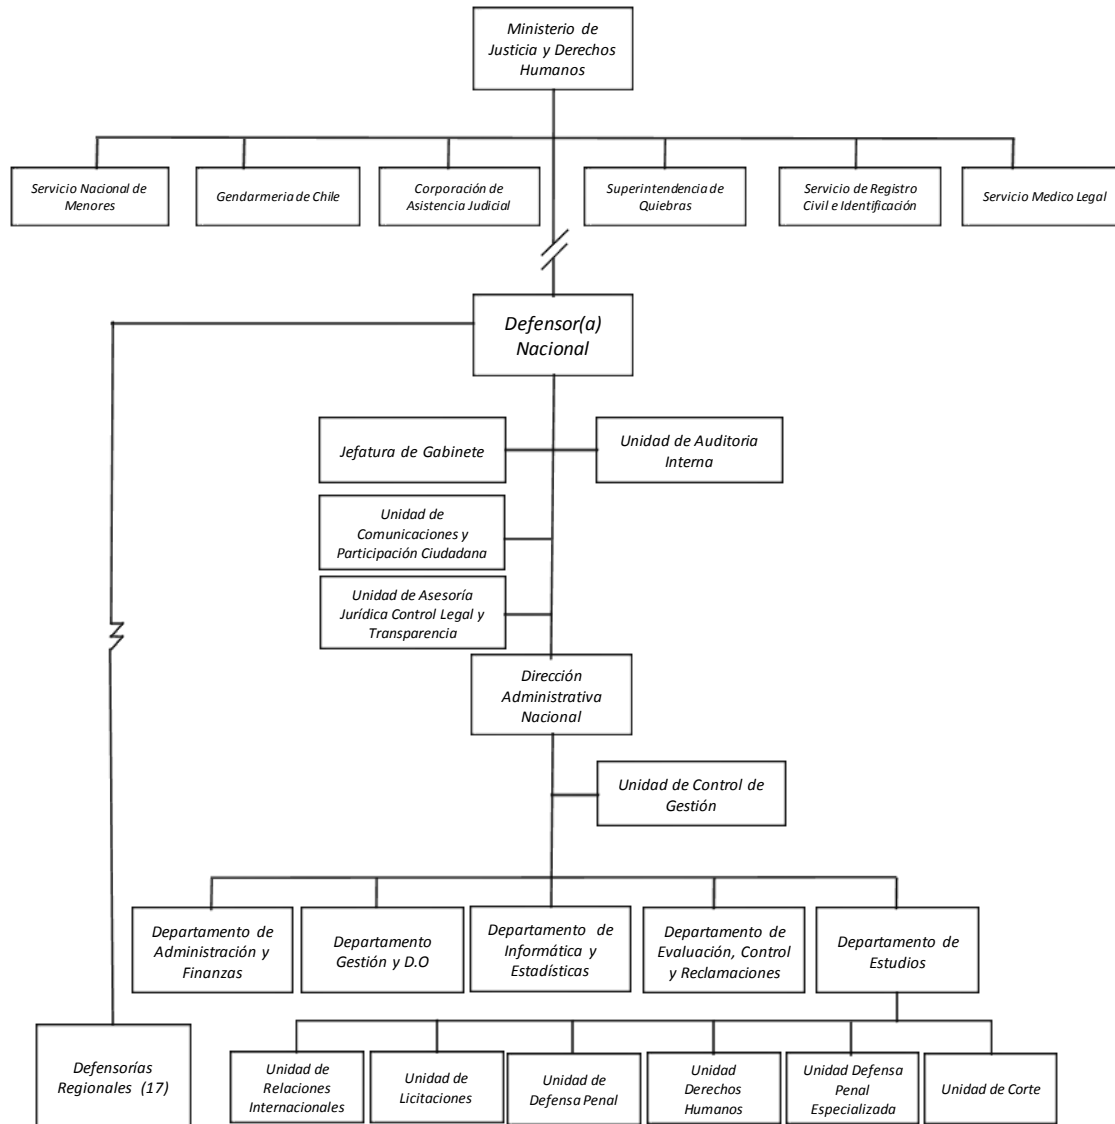 Ministerio de
Justicia y Derechos
Humanos
Servicio Nacional de
Menores
Gendarmeria de Chile
Corporación de
Asistencia Judicial
Superintendencia de
Quiebras
Servicio de Registro
Civil e Identificación
Servicio Medico Legal
Defensor(a)
Nacional
Jefatura de Gabinete
Unidad de Auditoria
Interna
Unidad de
Comunicaciones y
Participación Ciudadana
Unidad de Asesoría
Jurídica Control Legal y
Transparencia
Dirección
Administrativa
Nacional
Unidad de Control de
Gestión
Departamento de
Administración y
Finanzas
Departamento
Gestión y D.O
Departamento de
Informática y
Estadísticas
Departamento de
Evaluación, Control
y Reclamaciones
Departamento de
Estudios
Defensorías
Regionales (17)
Unidad de
Relaciones
Internacionales
Unidad de
Licitaciones
Unidad de
Defensa Penal
Unidad
Derechos
Humanos
Unidad Defensa
Penal
Especializada
Unidad de Corte